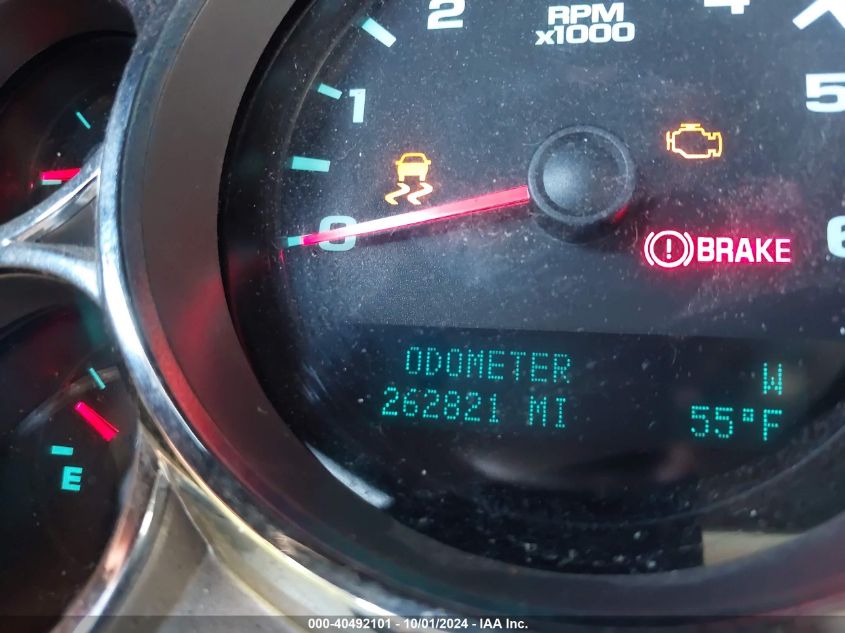 2
RPM
x1000
4
1
5
0
BRAKE
6
ODOMETER
W
262821 MI
55°F
E
000-40492101 - 10/01/2024 - IAA Inc.